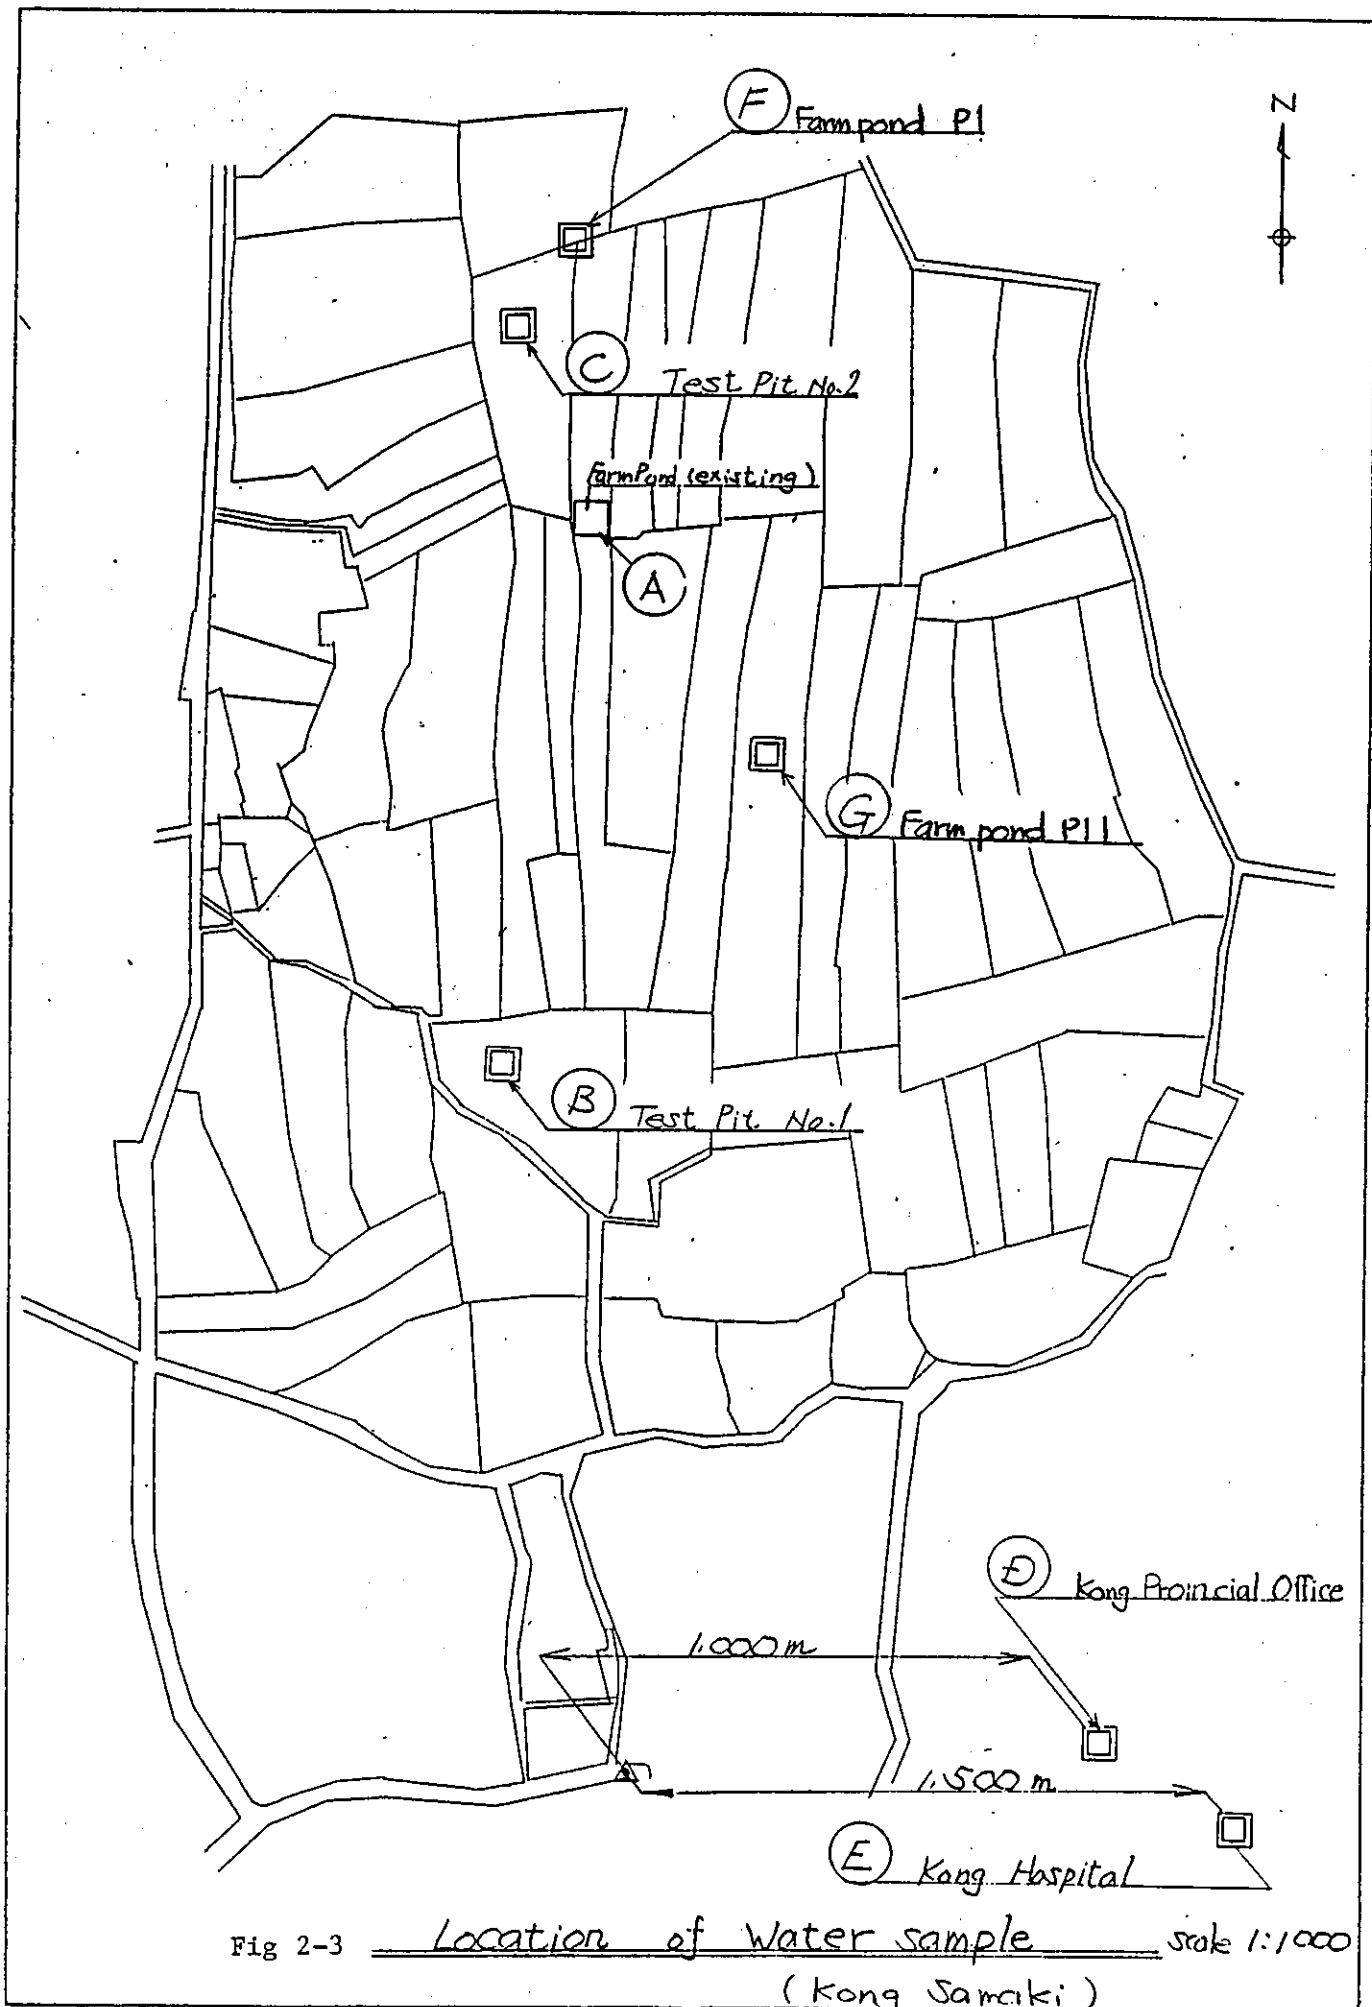 F Farm pond P1
N
C Test Pit No.2
Farm Pond (existing)
A
G Farm pond P11
B Test Pit No.1
D Kong Proincial Office
1.000 m
1.500 m
E Kong Hospital
Fig 2-3 Location of Water sample scale 1:1000
(Kong Samaki)